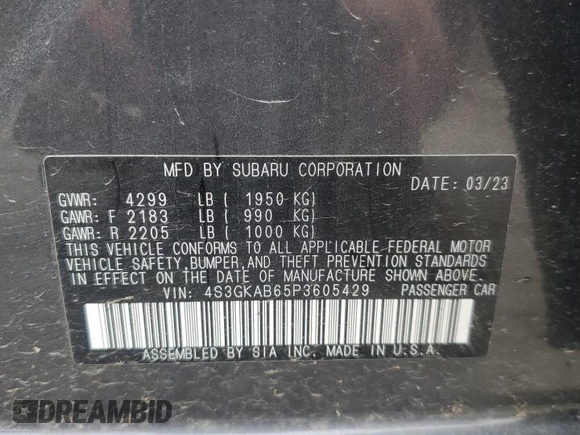 MFD BY SUBARU CORPORATION
DATE: 03/23
GVWR: 4299 LB ( 1950 KG)
GAWR: F 2183 LB ( 990 KG)
GAWR: R 2205 LB ( 1000 KG)
THIS VEHICLE CONFORMS TO ALL APPLICABLE FEDERAL MOTOR
VEHICLE SAFETY, BUMPER, AND THEFT PREVENTION STANDARDS
IN EFFECT ON THE DATE OF MANUFACTURE SHOWN ABOVE.
VIN: 4S3GKAB65P3605429 PASSENGER CAR
ASSEMBLED BY SIA INC. MADE IN U.S.A.
DREAMBID